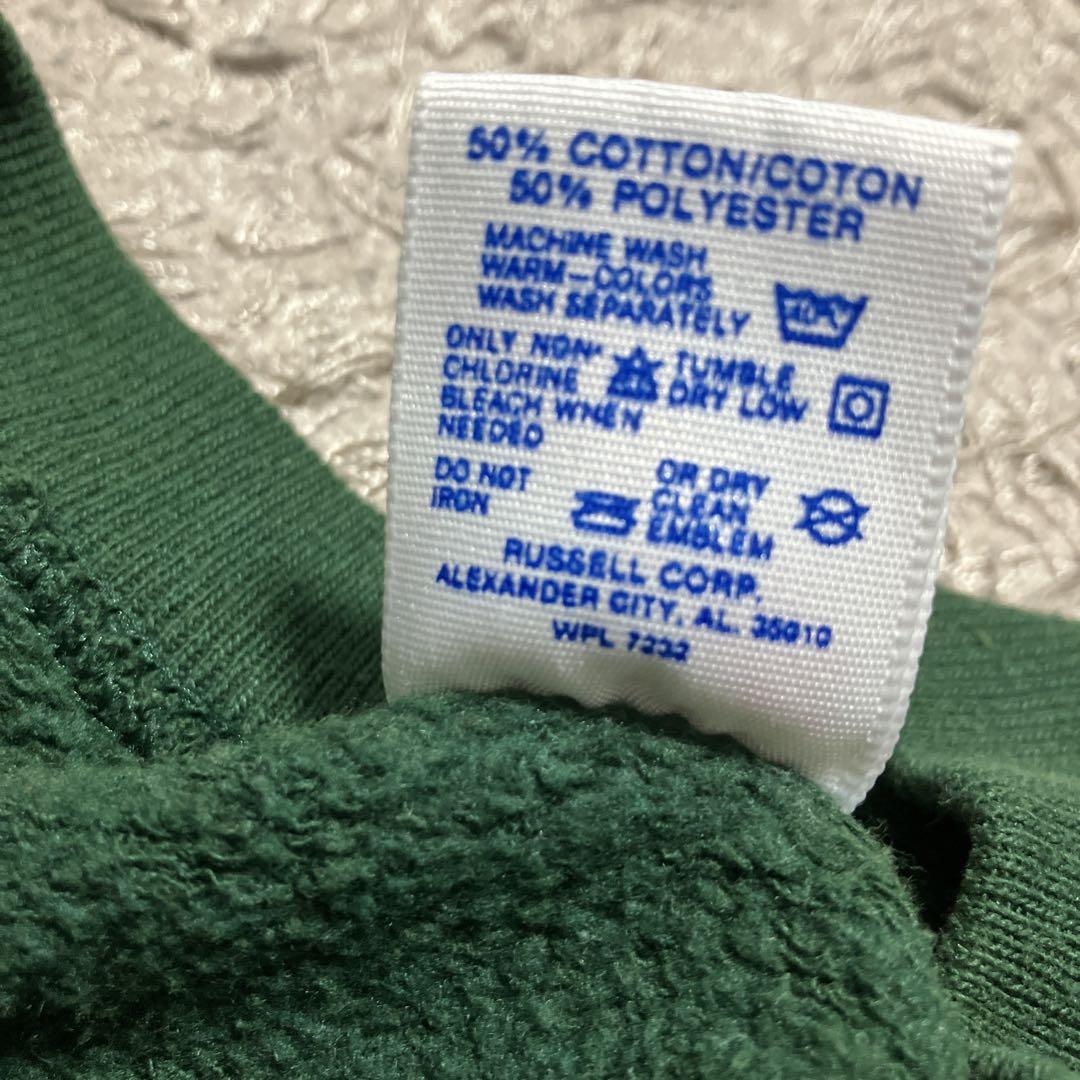 50% COTTON/COTON
50% POLYESTER
MACHINE WASH
WARM-COLORS
WASH SEPARATELY
ONLY NON-
CHLORINE
BLEACH WHEN
NEEDED
TUMBLE
DRY LOW
DO NOT
IRON
OR DRY
CLEAN
EMBLEM
RUSSELL CORP.
ALEXANDER CITY, AL. 35010
WPL 7232